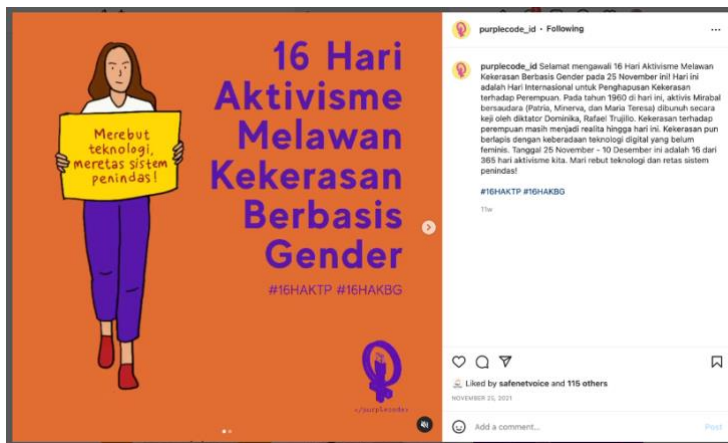 16 Hari
Aktivisme
Melawan
Kekerasan
Berbasis
Gender
#16HAKTP #16HAKBG
Merebut
teknologi,
meretas sistem
penindas!
</purplecode>
purplecode_id • Following
purplecode_id Selamat mengawali 16 Hari Aktivisme Melawan
Kekerasan Berbasis Gender pada 25 November ini! Hari ini
adalah Hari Internasional untuk Penghapusan Kekerasan
terhadap Perempuan. Pada tahun 1960 di hari ini, aktivis Mirabal
bersaudara (Patria, Minerva, dan Maria Teresa) dibunuh secara
keji oleh diktator Dominika, Rafael Trujillo. Kekerasan terhadap
perempuan masih menjadi realita hingga hari ini. Kekerasan pun
berlapis dengan keberadaan teknologi digital yang belum
feminis. Tanggal 25 November - 10 Desember ini adalah 16 dari
365 hari aktivisme kita. Mari rebut teknologi dan retas sistem
penindas!
#16HAKTP #16HAKBG
Liked by safenetvoice and 115 others
NOVEMBER 25, 2021
Add a comment...
Post